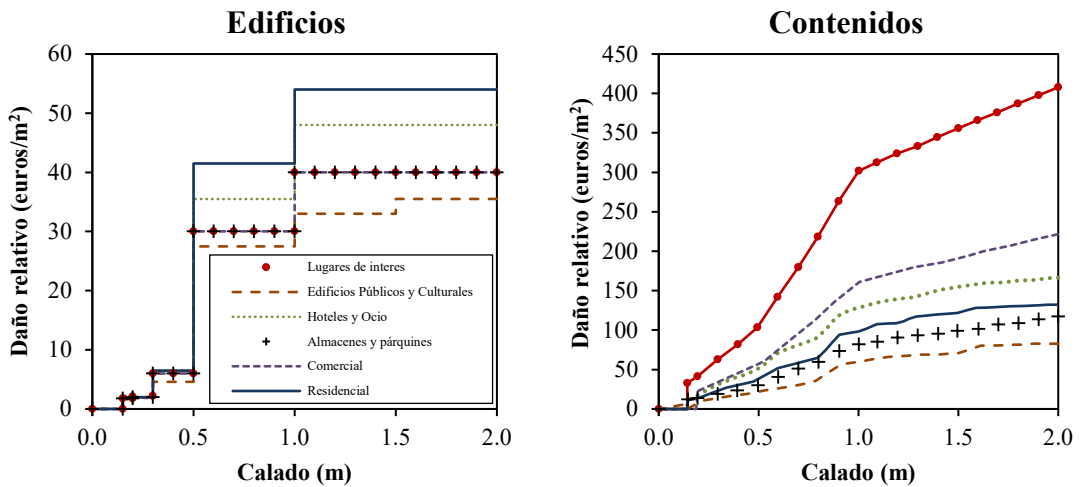 Edificios
Daño relativo (euros/m²)
60
50
40
30
20
10
0
Lugares de interes
Edificios Públicos y Culturales
Hoteles y Ocio
Almacenes y párquines
Comercial
Residencial
0.0 0.5 1.0 1.5 2.0
Calado (m)
Contenidos
Daño relativo (euros/m²)
450
400
350
300
250
200
150
100
50
0
0.0 0.5 1.0 1.5 2.0
Calado (m)